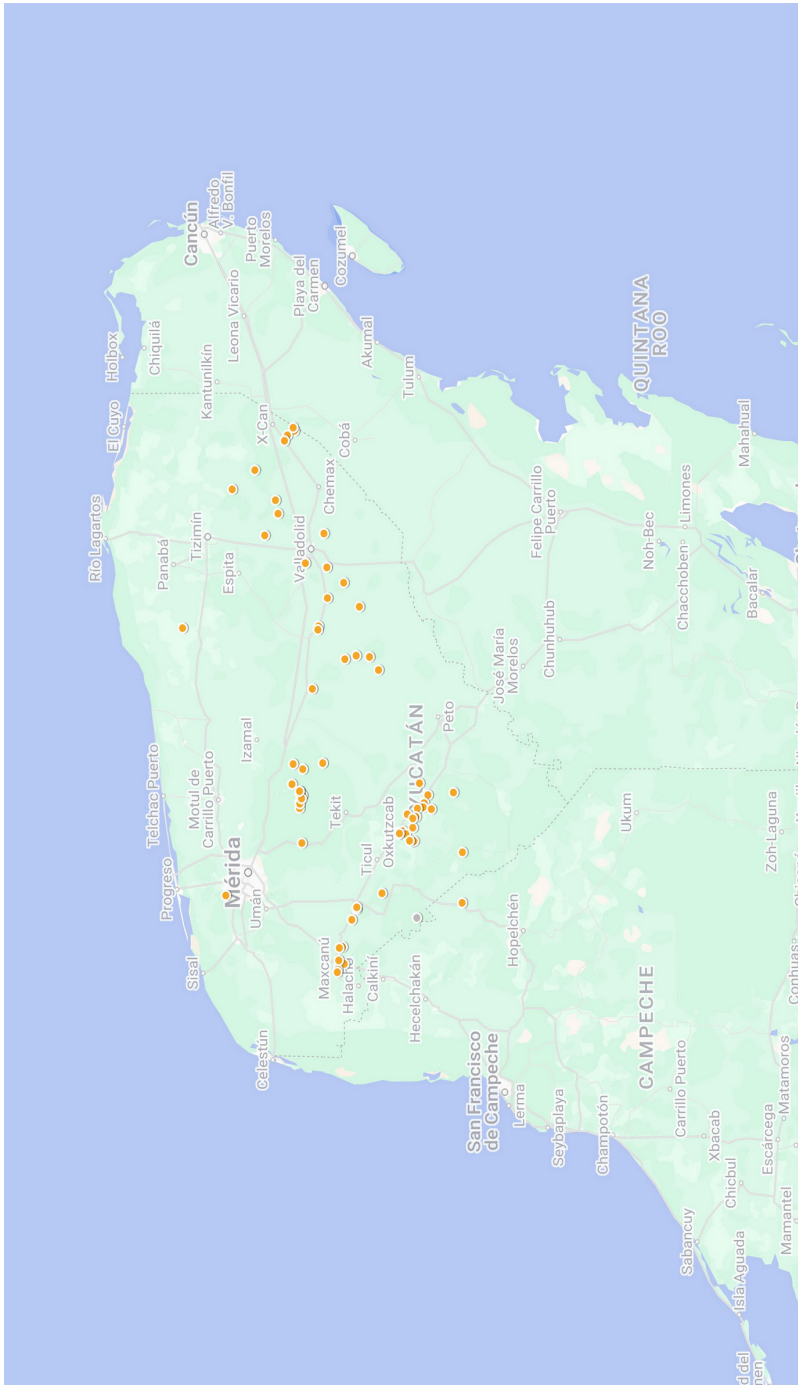 Río Lagartos
El Cuyo
Holbox
Chiquilá
Telchac Puerto
Panabá
Progreso
Cancún
Alfredo
V. Bonfil
Tizimín
Kantunilkín
Sisal
Motul de
Carrillo Puerto
Espita
Leona Vicario
Mérida
Izamal
Puerto
Morelos
Umán
X-Can
Celestún
Valladolid
Playa del
Carmen
Maxcanú
Chemax
Tekit
Cozumel
Halachó
Cobá
Ticul
Akumal
Calkiní
Oxkutzcab
Tulum
YUCATÁN
Hecelchakán
Peto
San Francisco
de Campeche
José María
Morelos
Hopelchén
Lerma
Felipe Carrillo
Puerto
Seybaplaya
Chunhuhub
Champotón
Ukum
QUINTANA
ROO
CAMPECHE
Noh-Bec
Carrillo Puerto
Chacchoben
Limones
Sabancuy
Xbacab
Chicbul
Mahahual
Isla Aguada
Bacalár
Escárcega
Zoh-Laguna
Mamantel
Matamoros
Conhuas